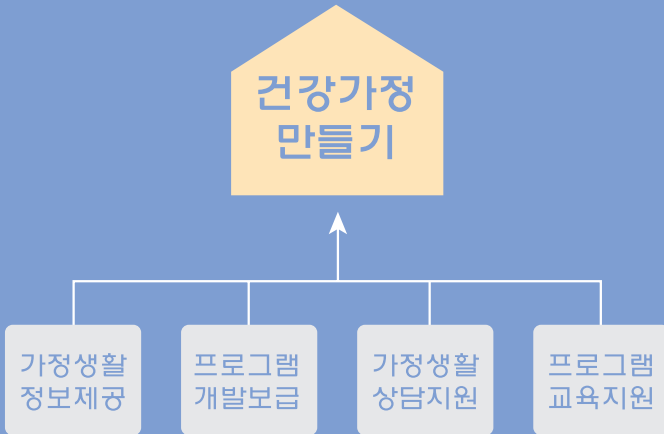 건강가정
만들기
가정생활
정보제공
프로그램
개발보급
가정생활
상담지원
프로그램
교육지원